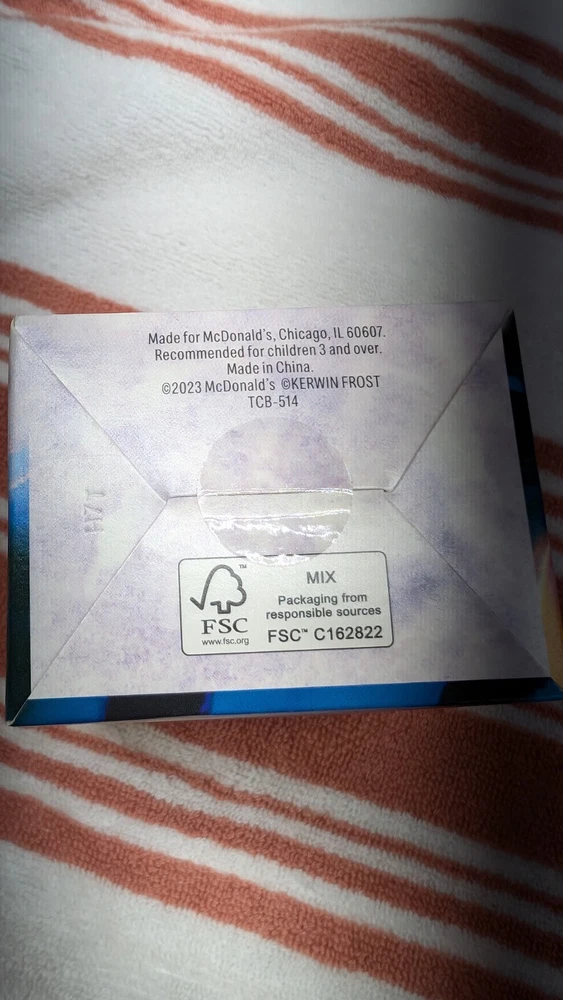 Made for McDonald's, Chicago, IL 60607.
Recommended for children 3 and over.
Made in China.
©2023 McDonald's ©KERWIN FROST
TCB-514
™
FSC
www.fsc.org
MIX
Packaging from
responsible sources
FSC™ C162822